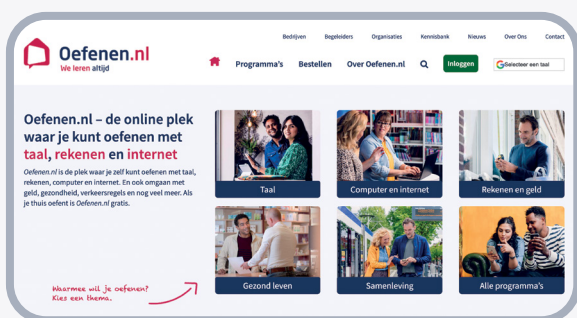 Bedrijven Begeleiders Organisaties Kennisbank Nieuws Over Ons Contact
Oefenen.nl
We leren altijd
Programma's Bestellen Over Oefenen.nl Inloggen Selecteer een taal
Oefenen.nl – de online plek
waar je kunt oefenen met
taal, rekenen en internet
Oefenen.nl is de plek waar je zelf kunt oefenen met taal,
rekenen, computer en internet. En ook omgaan met
geld, gezondheid, verkeersregels en nog veel meer. Als
je thuis oefent is Oefenen.nl gratis.
Waarmee wil je oefenen?
Kies een thema.
Taal
Computer en internet
Rekenen en geld
Gezond leven
Samenleving
Alle programma's